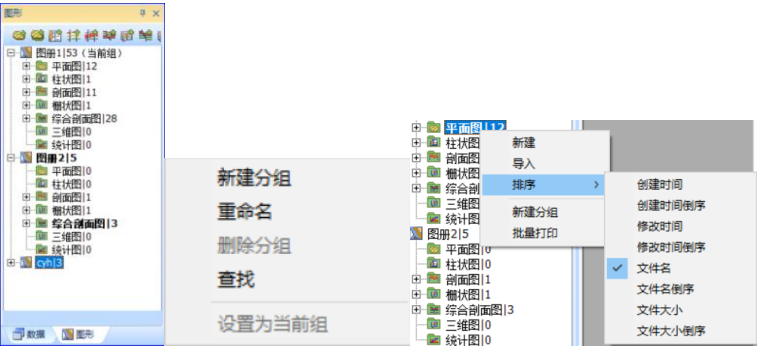 图形
图册1|53（当前组）
平面图|12
柱状图|1
剖面图|11
栅状图|1
综合剖面图|28
三维图|0
统计图|0
图册2|5
平面图|0
柱状图|0
剖面图|1
栅状图|1
综合剖面图|3
三维图|0
统计图|0
cyh|3
数据
图形
新建分组
重命名
删除分组
查找
设置为当前组
平面图|12
柱状图
剖面图
栅状图
综合剖
三维图
统计图
图册2|5
平面图|0
柱状图|0
剖面图|1
栅状图|1
综合剖面图|3
三维图|0
统计图|0
新建
导入
排序
新建分组
批量打印
创建时间
创建时间倒序
修改时间
修改时间倒序
文件名
文件名倒序
文件大小
文件大小倒序